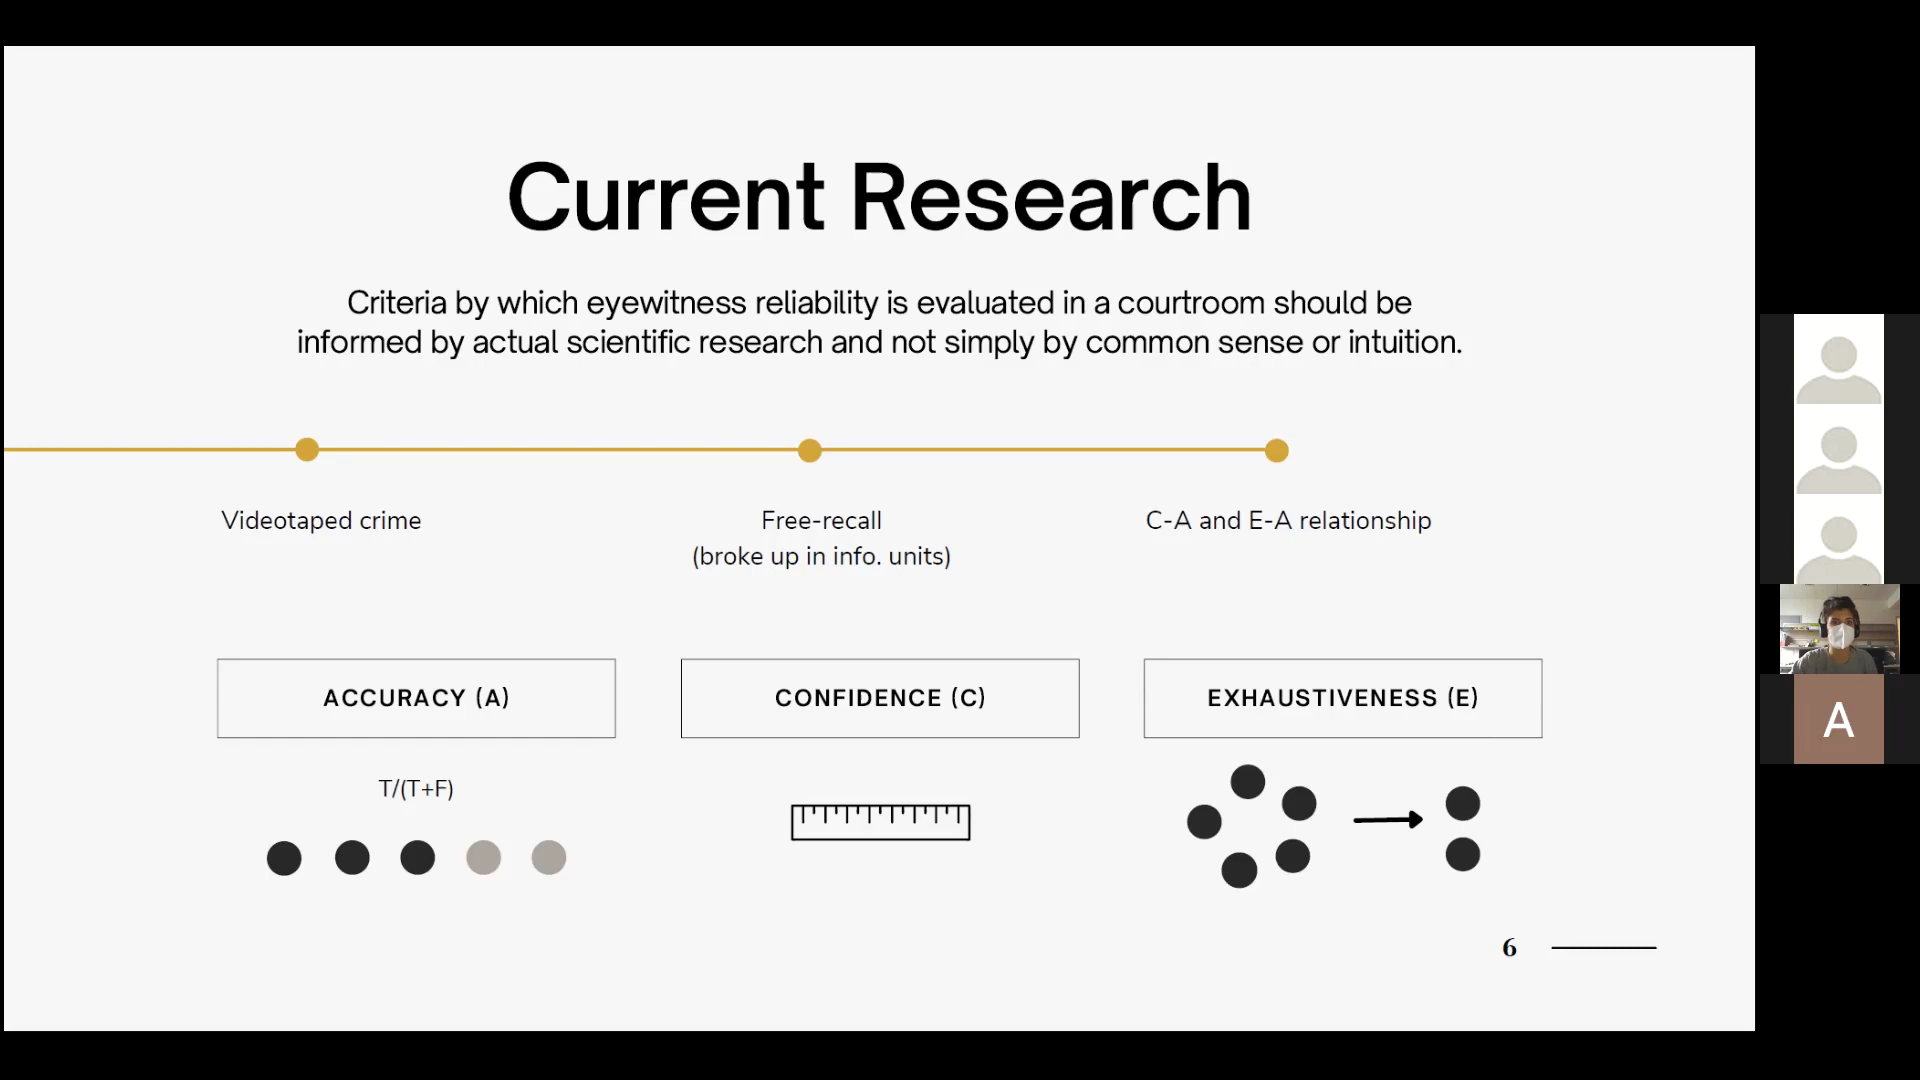 Current Research
Criteria by which eyewitness reliability is evaluated in a courtroom should be
informed by actual scientific research and not simply by common sense or intuition.
Videotaped crime
Free-recall
(broke up in info. units)
C-A and E-A relationship
ACCURACY (A)
CONFIDENCE (C)
EXHAUSTIVENESS (E)
T/(T+F)
6
A